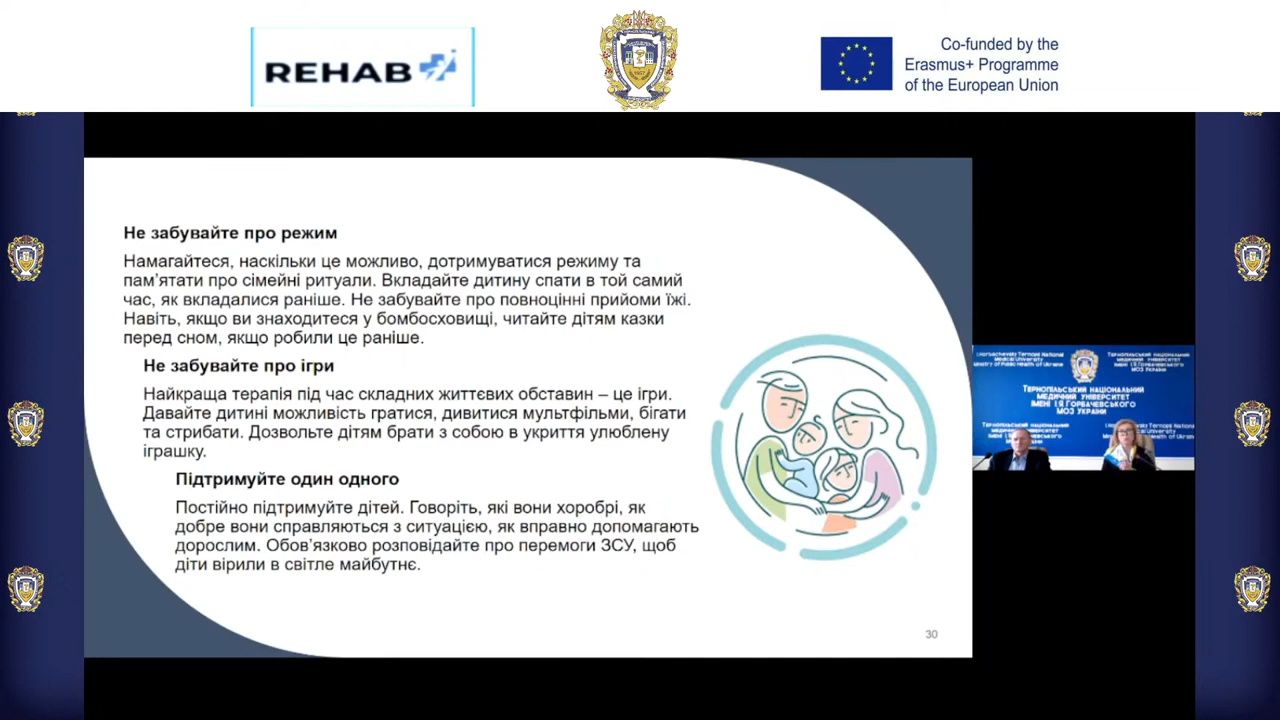 REHAB
Co-funded by the
Erasmus+ Programme
of the European Union
Не забувайте про режим
Намагайтеся, наскільки це можливо, дотримуватися режиму та
пам’ятати про сімейні ритуали. Вкладайте дитину спати в той самий
час, як вкладалися раніше. Не забувайте про повноцінні прийоми їжі.
Навіть, якщо ви знаходитеся у бомбосховищі, читайте дітям казки
перед сном, якщо робили це раніше.
Не забувайте про ігри
Найкраща терапія під час складних життєвих обставин – це ігри.
Давайте дитині можливість гратися, дивитися мультфільми, бігати
та стрибати. Дозвольте дітям брати з собою в укриття улюблену
іграшку.
Підтримуйте один одного
Постійно підтримуйте дітей. Говоріть, які вони хоробрі, як
добре вони справляються з ситуацією, як вправно допомагають
дорослим. Обов’язково розповідайте про перемоги ЗСУ, щоб
діти вірили в світле майбутнє.
30
Тернопільський національний
медичний університет
імені І.Я.Горбачевського
МОЗ України